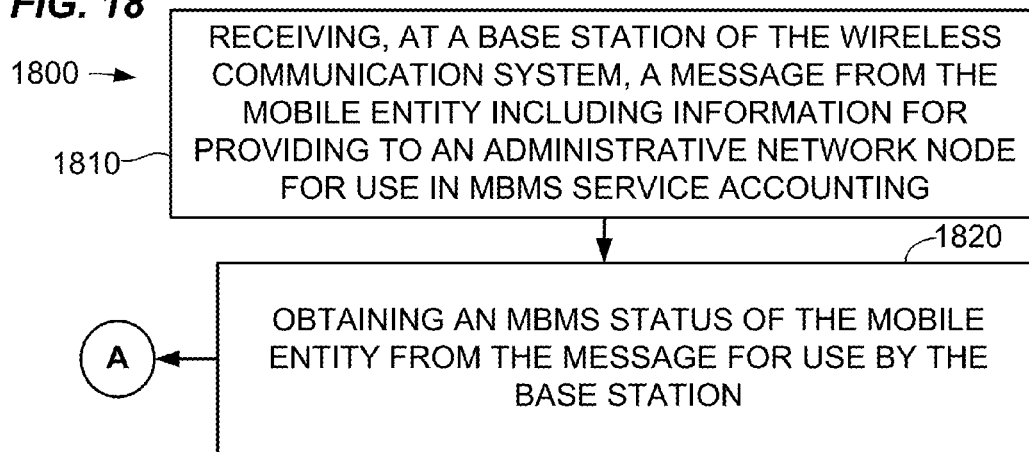 FIG. 18
1800
RECEIVING, AT A BASE STATION OF THE WIRELESS
COMMUNICATION SYSTEM, A MESSAGE FROM THE
MOBILE ENTITY INCLUDING INFORMATION FOR
PROVIDING TO AN ADMINISTRATIVE NETWORK NODE
FOR USE IN MBMS SERVICE ACCOUNTING
1810
1820
OBTAINING AN MBMS STATUS OF THE MOBILE
ENTITY FROM THE MESSAGE FOR USE BY THE
BASE STATION
A